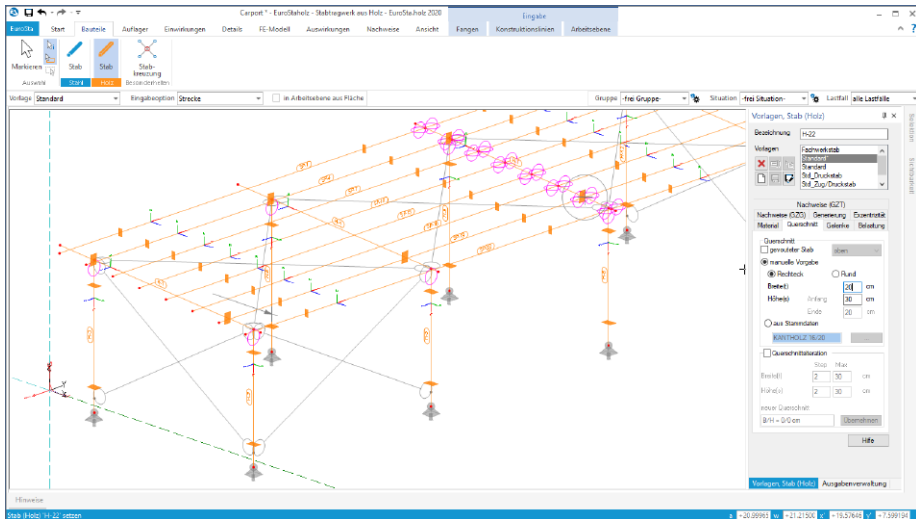 Carport * - EuroStaholz - Stabtragwerk aus Holz - EuroSta.holz 2020
Eingabe
EuroSta Start Bauteile Auflager Einwirkungen Details FE-Modell Auswirkungen Nachweise Ansicht Fangen Konstruktionslinien Arbeitsebene
Markieren Stab Stab Stab-kreuzung
Auswahl Stahl Holz Besonderheiten
Vorlage Standard Eingabeoption Strecke in Arbeitsebene aus Fläche Gruppe -frei Gruppe- Situation -frei Situation- Lastfall alle Lastfälle
Vorlagen, Stab (Holz)
Bezeichnung H-22
Vorlagen Fachwerkstab
Standard*
Standard
Std_Druckstab
Std_Zug/Druckstab
Nachweise (GZT)
Nachweise (GZG) Generierung Exzentrizität
Material Querschnitt Gelenke Belastung
Querschnitt
gevouteter Stab oben
manuelle Vorgabe
Rechteck Rund
Breite(t) 20 cm
Höhe(s) Anfang 30 cm
Ende 20 cm
aus Stammdaten
KANTHOLZ 16/20 ...
Querschnittsiteration
Step Max
Breite(t) 2 30 cm
Höhe(s) 2 30 cm
neuer Querschnitt
B/H = 0/0 cm Übernehmen
Hilfe
Vorlagen, Stab (Holz) Ausgabenverwaltung
Selektion
Sichtbarkeit
Hinweise
Stab (Holz) 'H-22' setzen